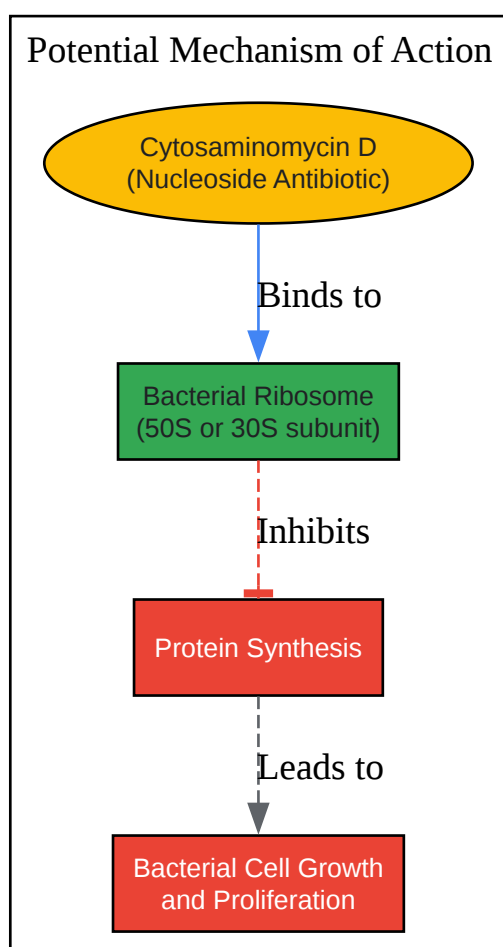 Potential Mechanism of Action
Cytosaminomycin D
(Nucleoside Antibiotic)
Binds to
Bacterial Ribosome
(50S or 30S subunit)
Inhibits
Protein Synthesis
Leads to
Bacterial Cell Growth
and Proliferation